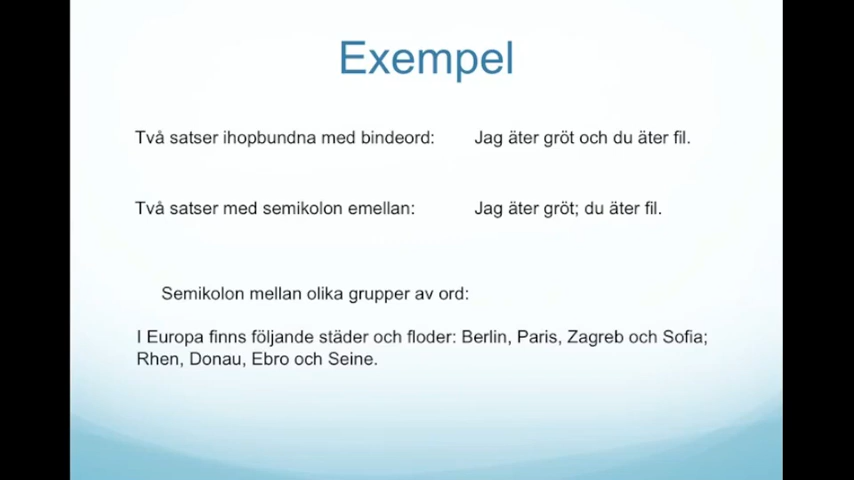 Exempel
Två satser ihopbundna med bindeord: Jag äter gröt och du äter fil.
Två satser med semikolon emellan: Jag äter gröt; du äter fil.
Semikolon mellan olika grupper av ord:
I Europa finns följande städer och floder: Berlin, Paris, Zagreb och Sofia;
Rhen, Donau, Ebro och Seine.